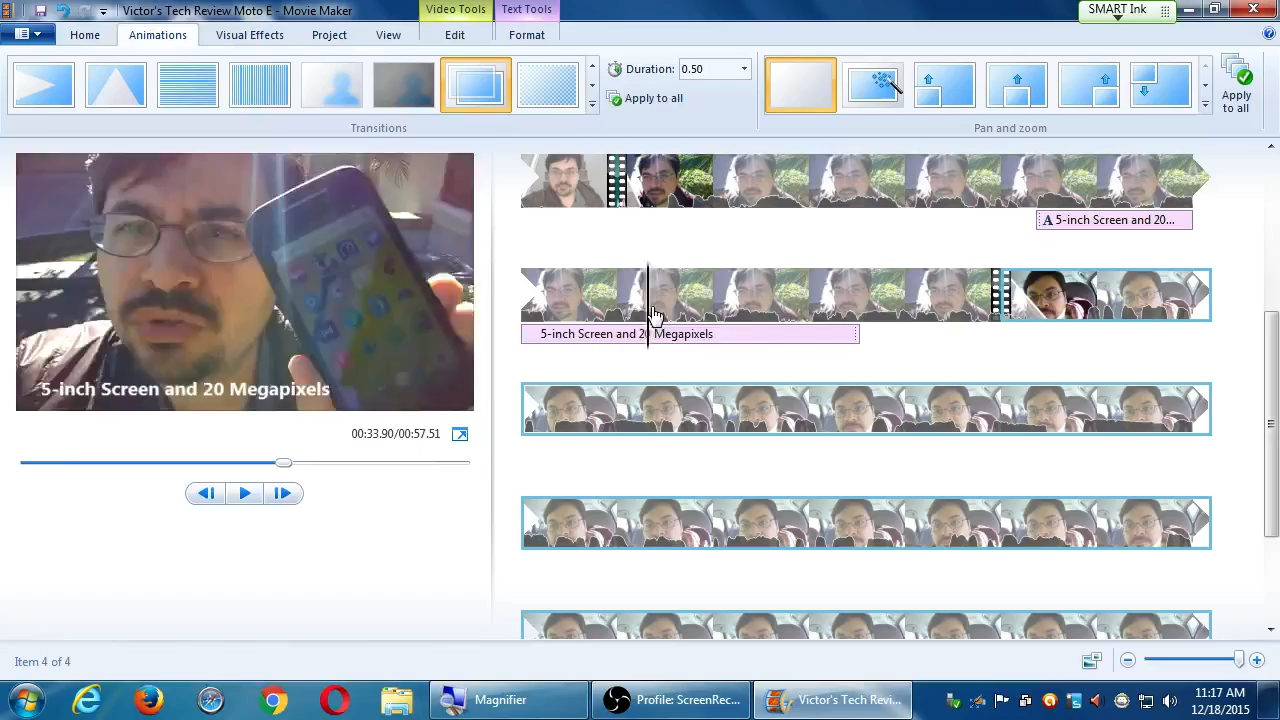 Victor's Tech Review Moto E - Movie Maker
Video Tools
Text Tools
SMART Ink
Home
Animations
Visual Effects
Project
View
Edit
Format
Duration: 0.50
Apply to all
Apply
to all
Transitions
Pan and zoom
A 5-inch Screen and 20...
5-inch Screen and 20 Megapixels
5-inch Screen and 20 Megapixels
00:33.90/00:57.51
Item 4 of 4
Magnifier
Profile: ScreenRec...
Victor's Tech Revi...
11:17 AM
12/18/2015